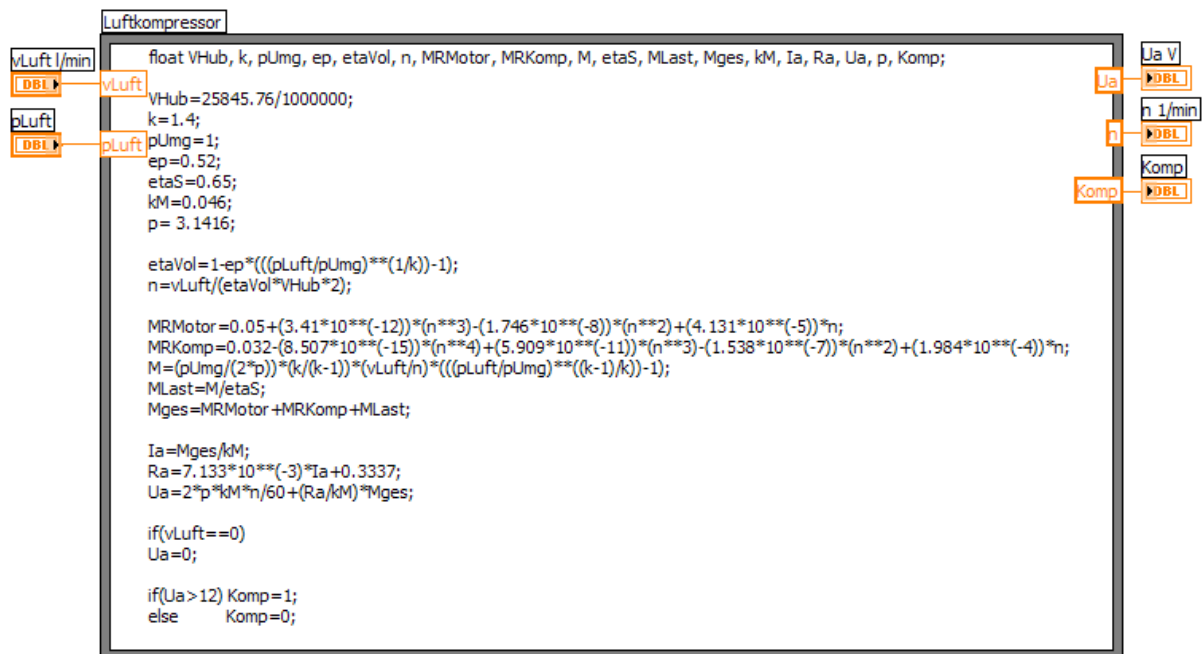 Luftkompressor
vLuft l/min
DBL
vLuft
pLuft
DBL
pLuft
float VHub, k, pUmg, ep, etaVol, n, MRMotor, MRKomp, M, etaS, MLast, Mges, kM, Ia, Ra, Ua, p, Komp;
VHub=25845.76/1000000;
k=1.4;
pUmg=1;
ep=0.52;
etaS=0.65;
kM=0.046;
p= 3.1416;
etaVol=1-ep*(((pLuft/pUmg)**(1/k))-1);
n=vLuft/(etaVol*VHub*2);
MRMotor=0.05+(3.41*10**(-12))*(n**3)-(1.746*10**(-8))*(n**2)+(4.131*10**(-5))*n;
MRKomp=0.032-(8.507*10**(-15))*(n**4)+(5.909*10**(-11))*(n**3)-(1.538*10**(-7))*(n**2)+(1.984*10**(-4))*n;
M=(pUmg/(2*p))*(k/(k-1))*(vLuft/n)*(((pLuft/pUmg)**((k-1)/k))-1);
MLast=M/etaS;
Mges=MRMotor+MRKomp+MLast;
Ia=Mges/kM;
Ra=7.133*10**(-3)*Ia+0.3337;
Ua=2*p*kM*n/60+(Ra/kM)*Mges;
if(vLuft==0)
Ua=0;
if(Ua>12) Komp=1;
else Komp=0;
Ua V
Ua
DBL
n 1/min
n
DBL
Komp
Komp
DBL